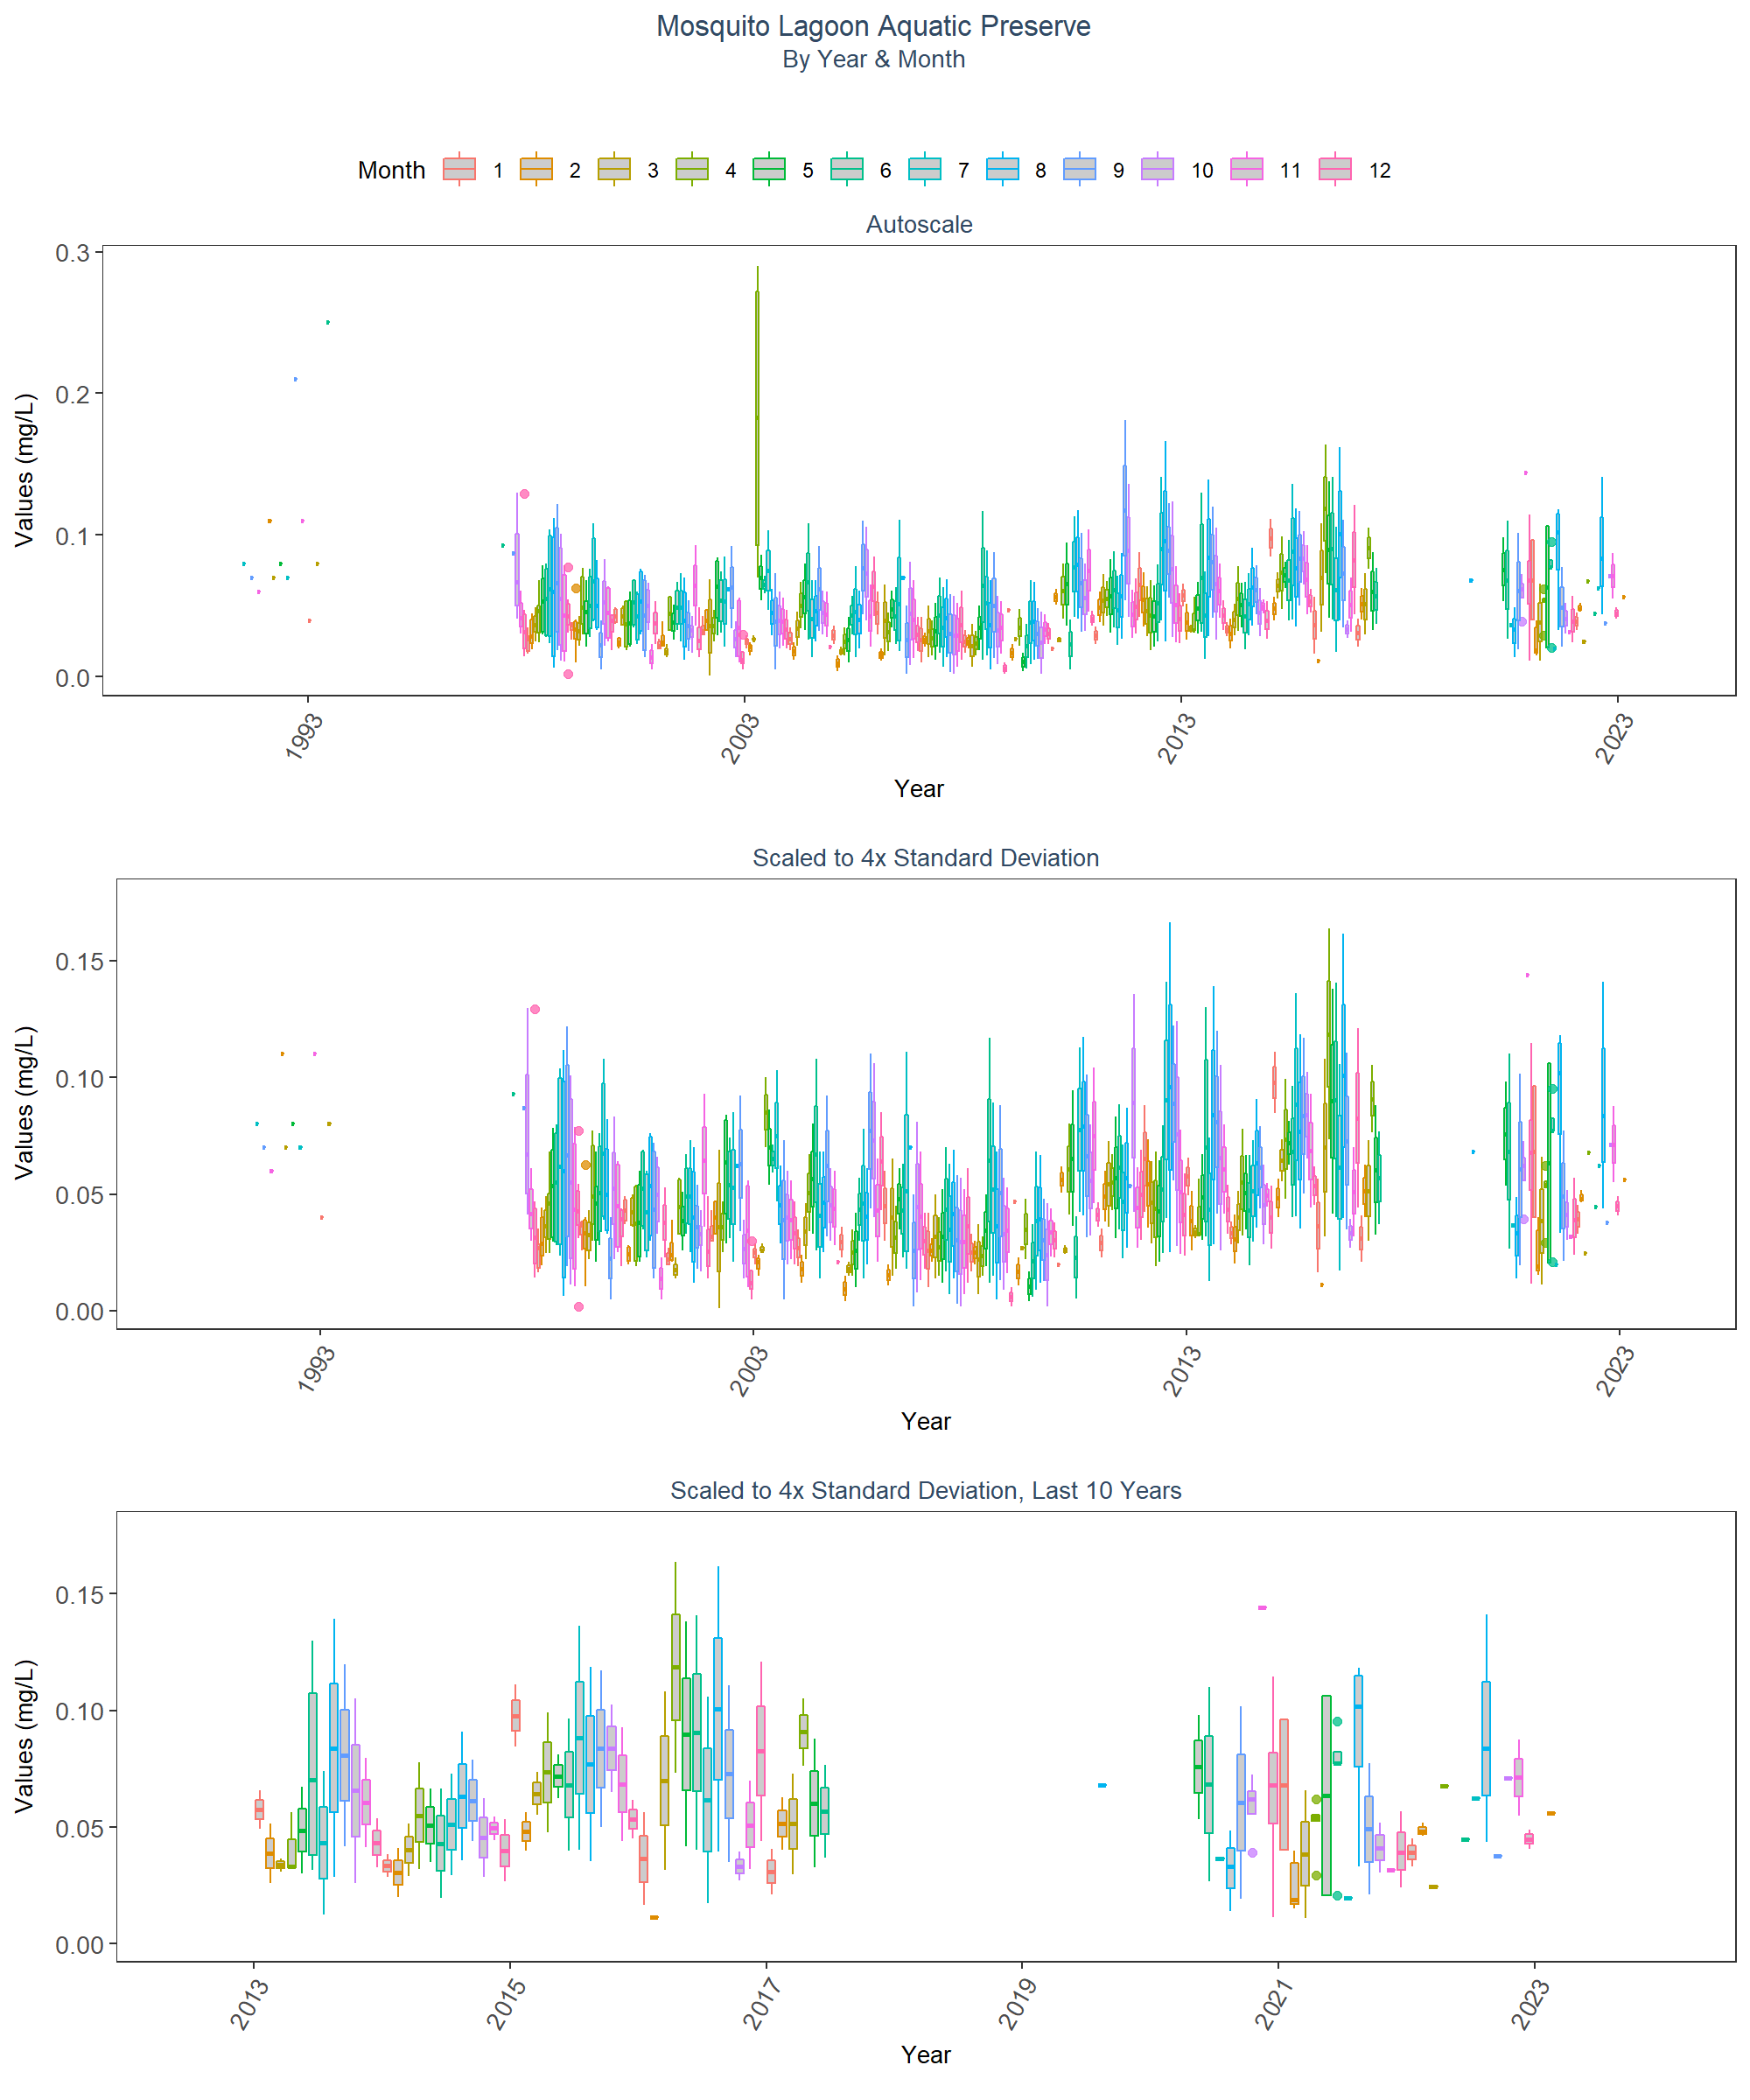 Mosquito Lagoon Aquatic Preserve
By Year & Month
Month 1 2 3 4 5 6 7 8 9 10 11 12
Autoscale
Values (mg/L)
0.3
0.2
0.1
0.0
1993 2003 2013 2023
Year
Scaled to 4x Standard Deviation
Values (mg/L)
0.15
0.10
0.05
0.00
1993 2003 2013 2023
Year
Scaled to 4x Standard Deviation, Last 10 Years
Values (mg/L)
0.15
0.10
0.05
0.00
2013 2015 2017 2019 2021 2023
Year